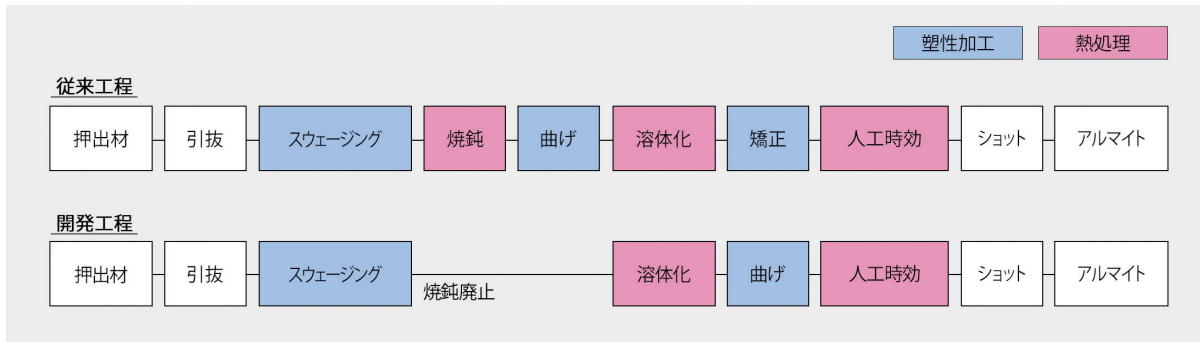 塑性加工 熱処理
従来工程
押出材 引抜 スウェージング 焼鈍 曲げ 溶体化 矯正 人工時効 ショット アルマイト
開発工程
押出材 引抜 スウェージング 焼鈍廃止 溶体化 曲げ 人工時効 ショット アルマイト